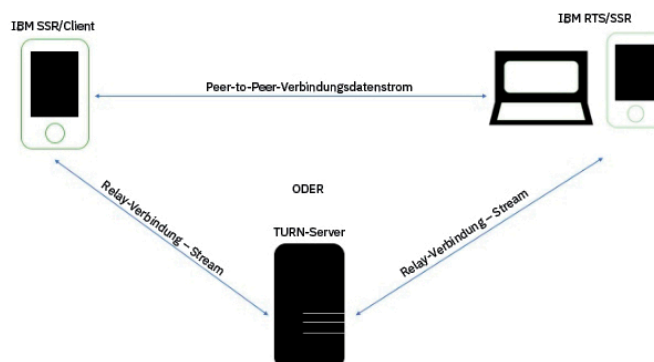 IBM SSR/Client
IBM RTS/SSR
Peer-to-Peer-Verbindungsdatenstrom
Relay-Verbindung – Stream
ODER
Relay-Verbindung – Stream
TURN-Server